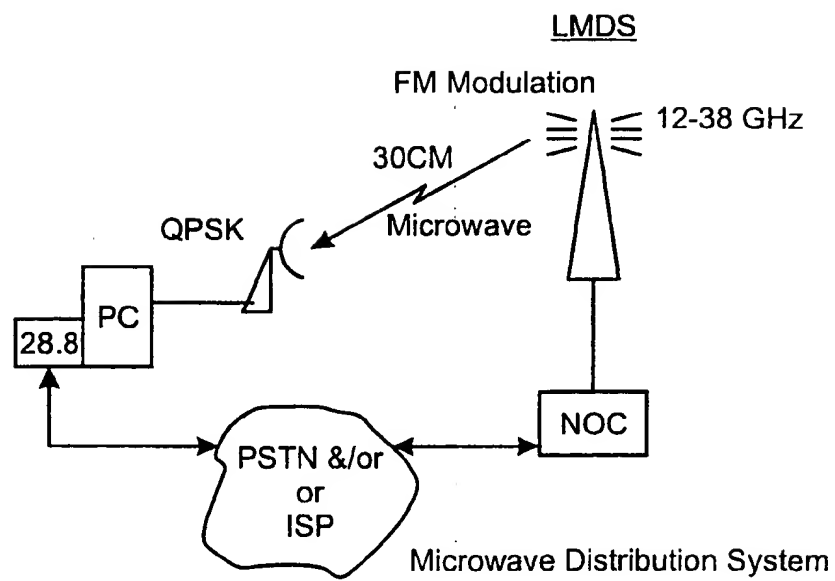 LMDS
FM Modulation
12-38 GHz
30CM
Microwave
QPSK
PC
28.8
NOC
PSTN &/or
or
ISP
Microwave Distribution System